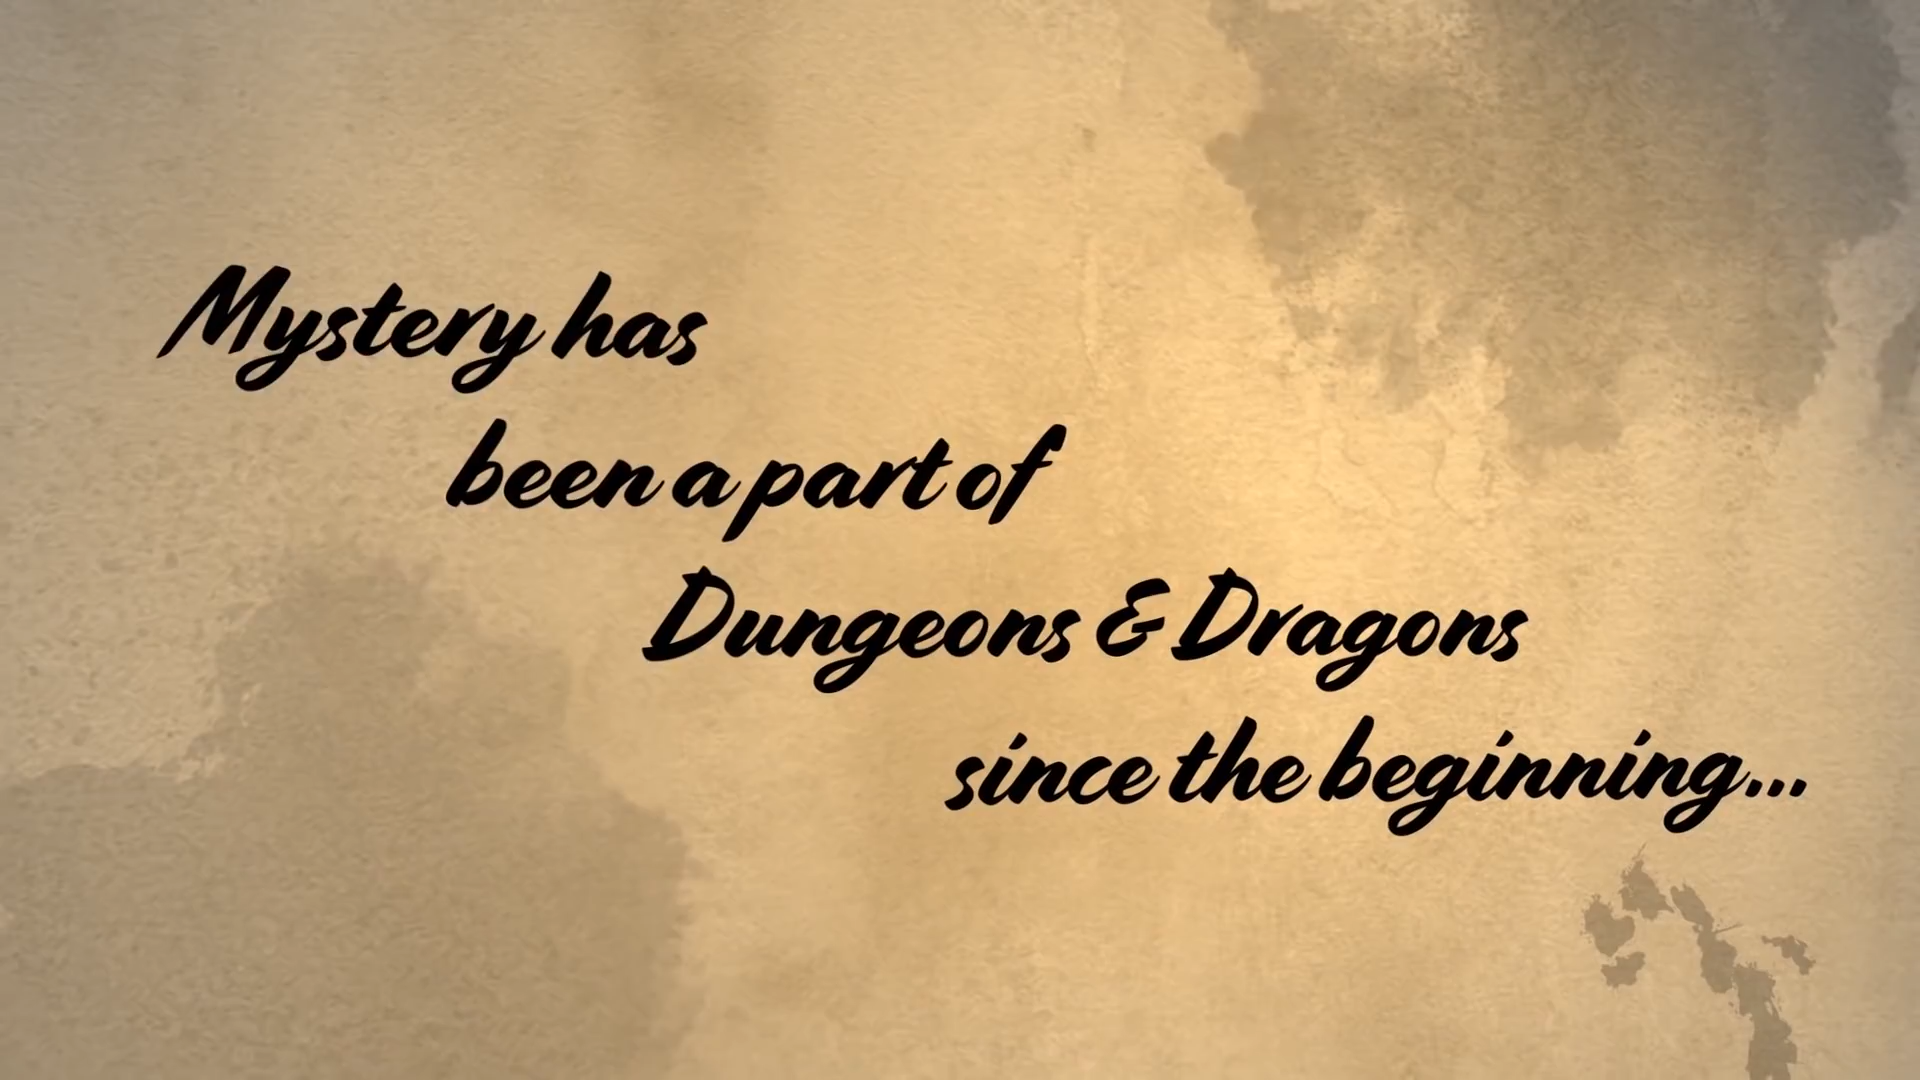 Mystery has
been a part of
Dungeons & Dragons
since the beginning...